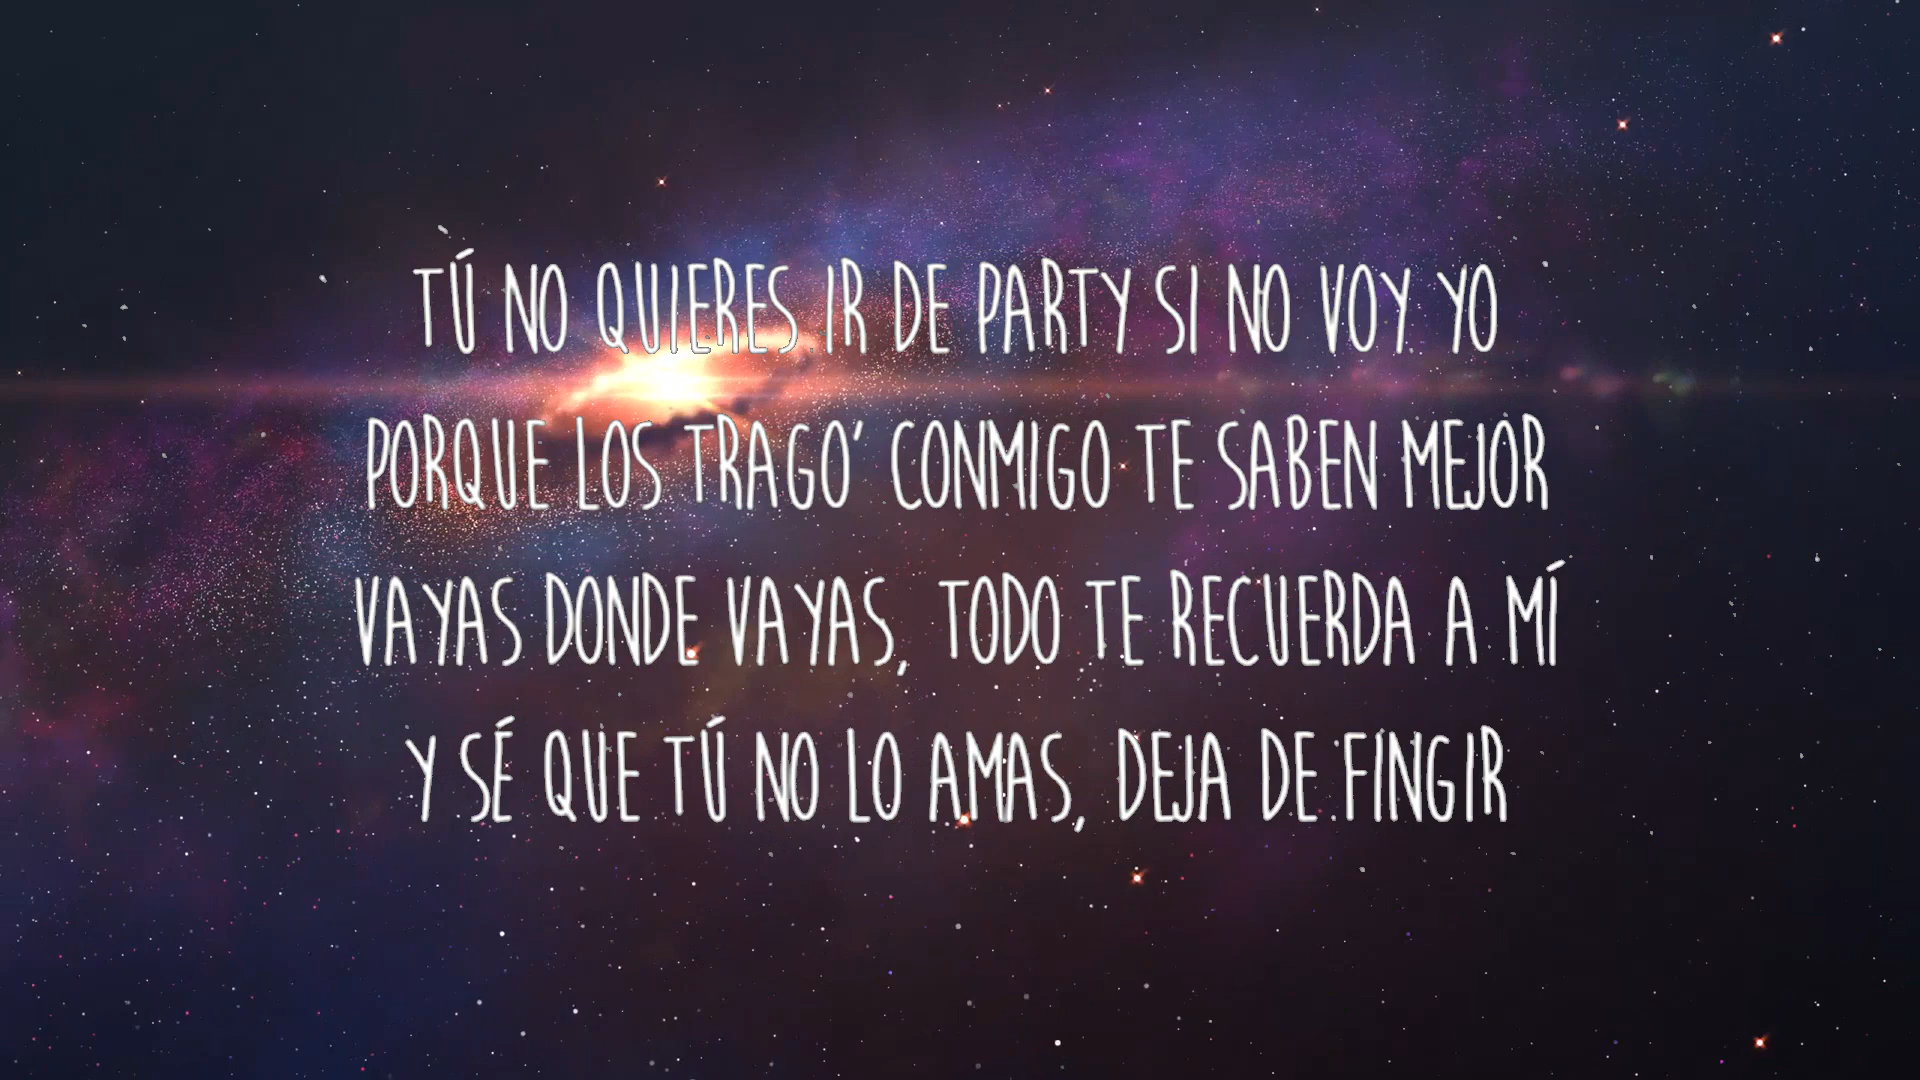 TÚ NO QUIERES IR DE PARTY SI NO VOY YO
PORQUE LOS TRAGO' CONMIGO TE SABEN MEJOR
VAYAS DONDE VAYAS, TODO TE RECUERDA A MÍ
Y SÉ QUE TÚ NO LO AMAS, DEJA DE FINGIR